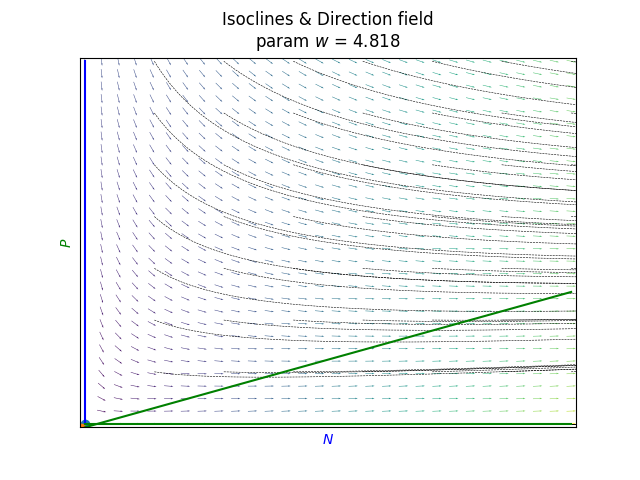 Isoclines & Direction field
param w = 4.818
P
N